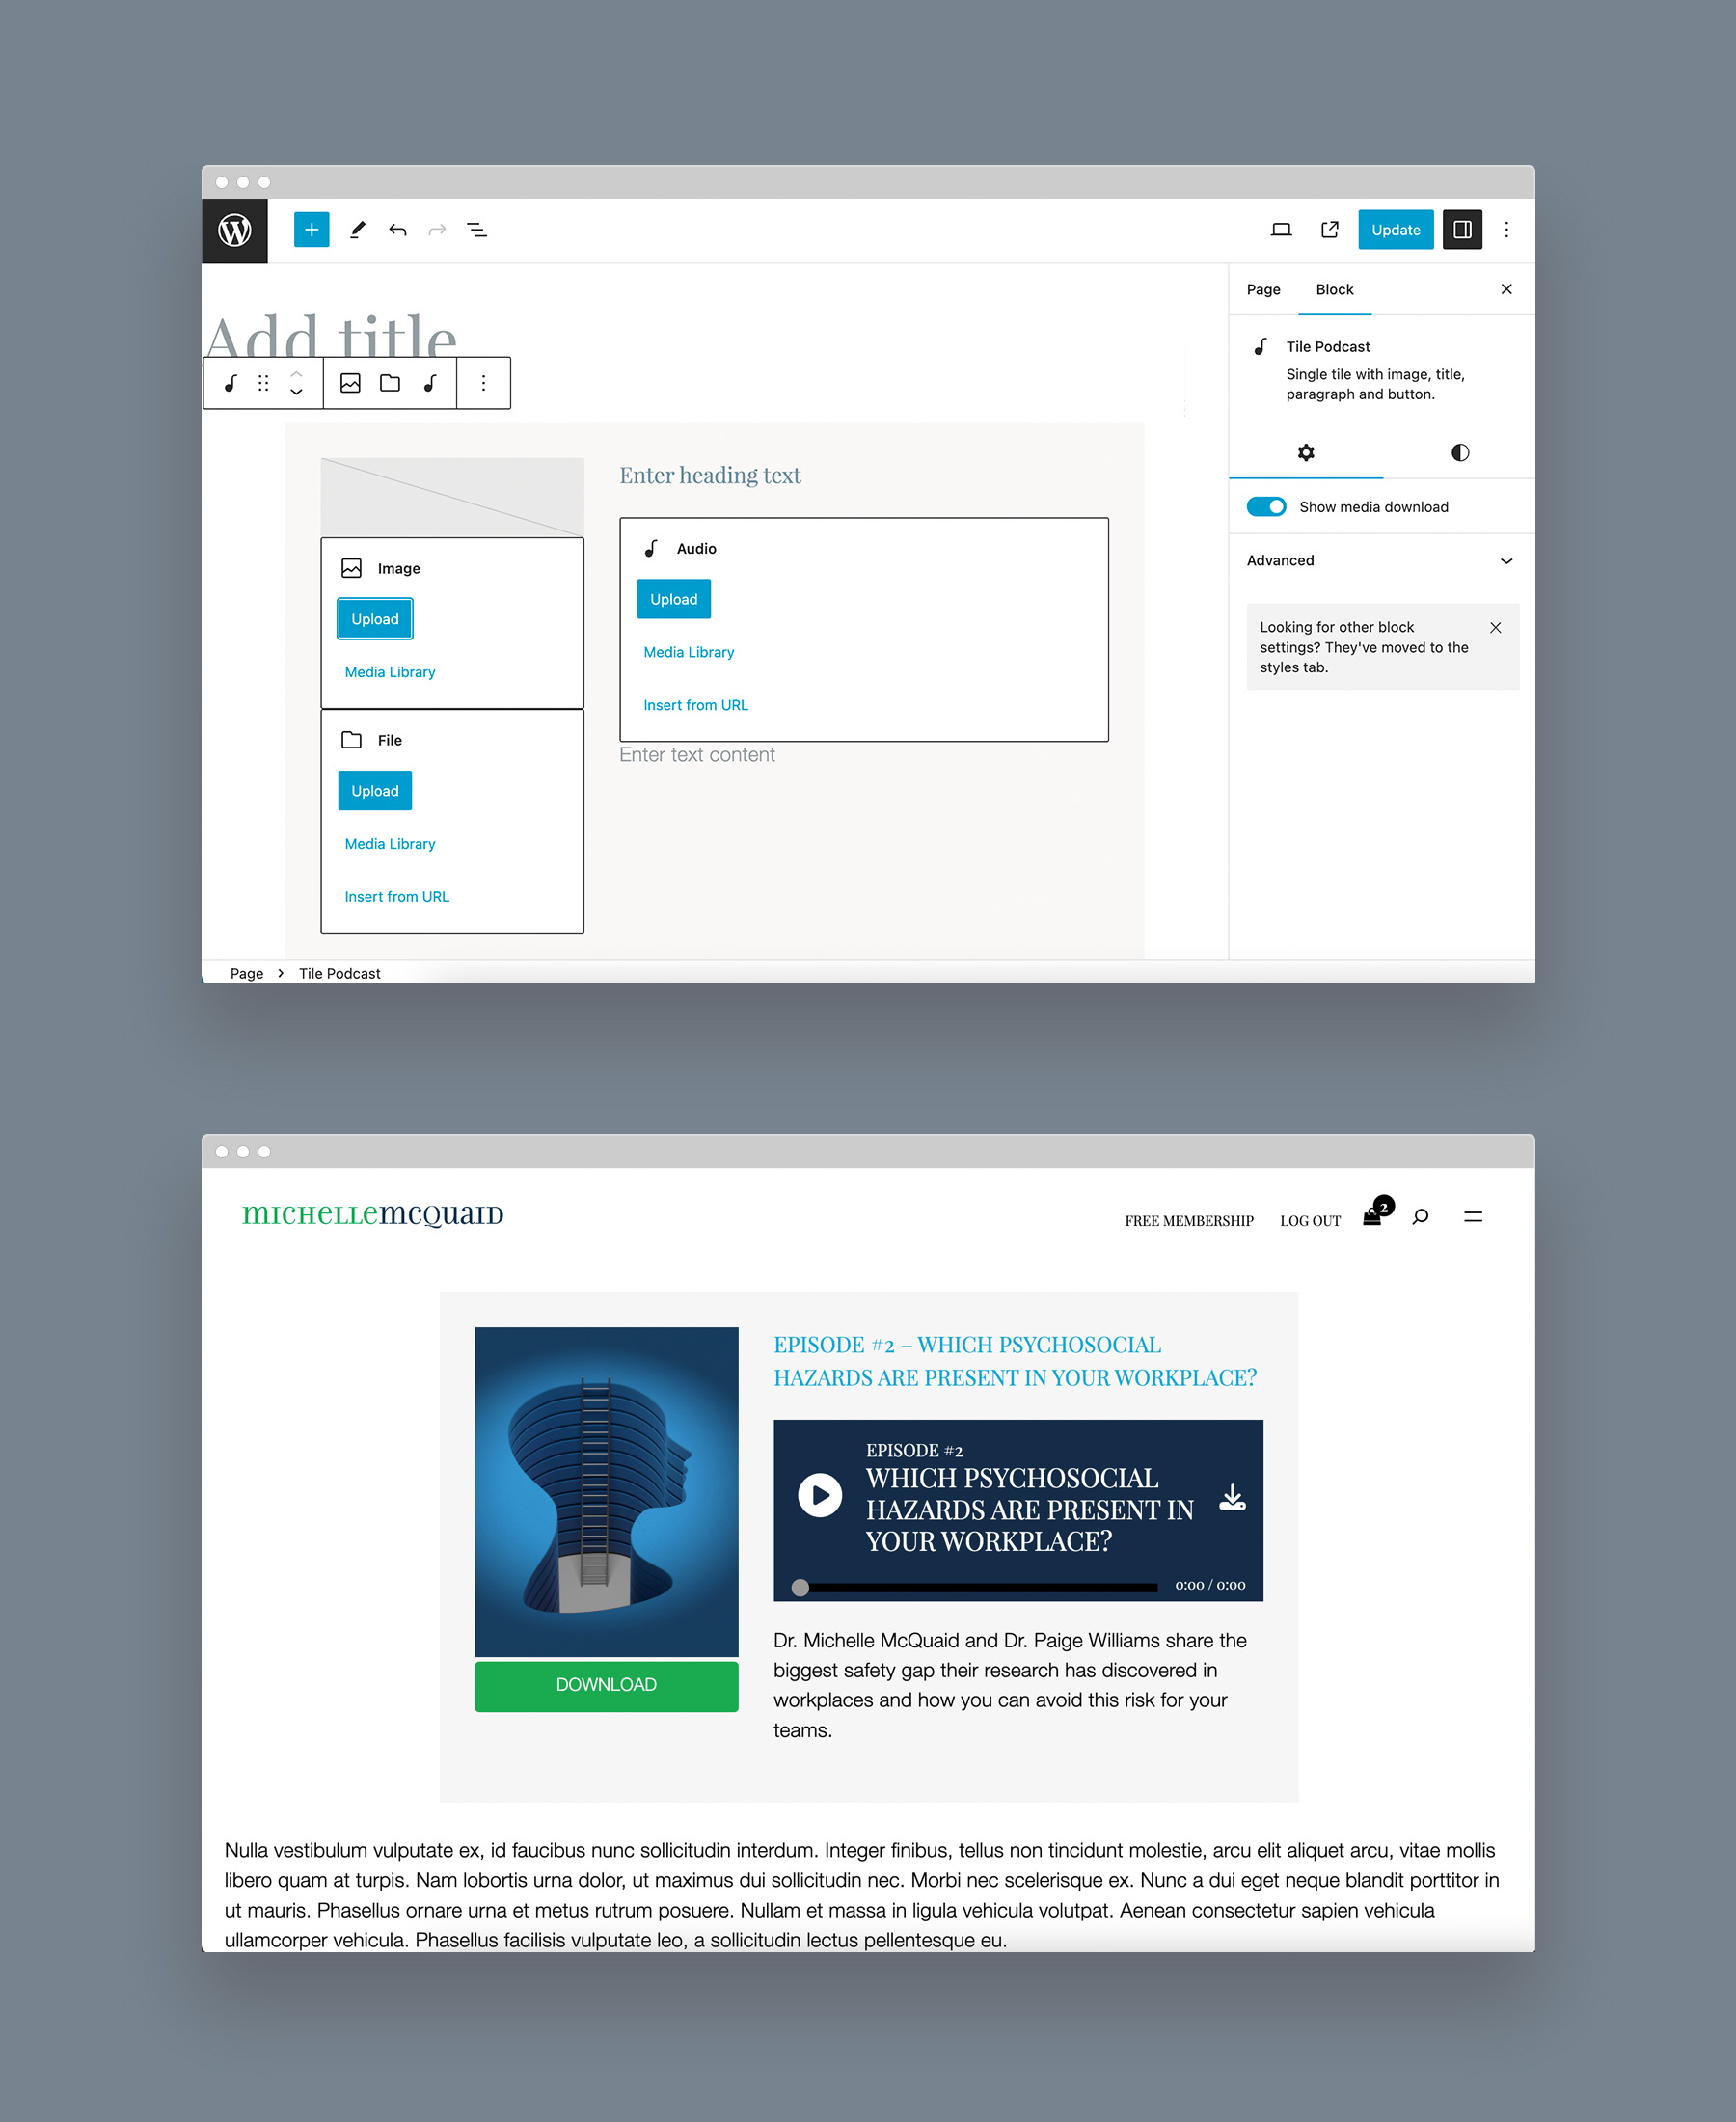 Update
Page
Block
Add title
Tile Podcast
Single tile with image, title,
paragraph and button.
Show media download
Advanced
Looking for other block
settings? They've moved to the
styles tab.
Image
Upload
Media Library
File
Upload
Media Library
Insert from URL
Enter heading text
Audio
Upload
Media Library
Insert from URL
Enter text content
Page
Tile Podcast
MICHELLEMCQUAID
FREE MEMBERSHIP
LOG OUT
2
DOWNLOAD
EPISODE #2 – WHICH PSYCHOSOCIAL
HAZARDS ARE PRESENT IN YOUR WORKPLACE?
EPISODE #2
WHICH PSYCHOSOCIAL
HAZARDS ARE PRESENT IN
YOUR WORKPLACE?
0:00 / 0:00
Dr. Michelle McQuaid and Dr. Paige Williams share the
biggest safety gap their research has discovered in
workplaces and how you can avoid this risk for your
teams.
Nulla vestibulum vulputate ex, id faucibus nunc sollicitudin interdum. Integer finibus, tellus non tincidunt molestie, arcu elit aliquet arcu, vitae mollis
libero quam at turpis. Nam lobortis urna dolor, ut maximus dui sollicitudin nec. Morbi nec scelerisque ex. Nunc a dui eget neque blandit porttitor in
ut mauris. Phasellus ornare urna et metus rutrum posuere. Nullam et massa in ligula vehicula volutpat. Aenean consectetur sapien vehicula
ullamcorper vehicula. Phasellus facilisis vulputate leo, a sollicitudin lectus pellentesque eu.